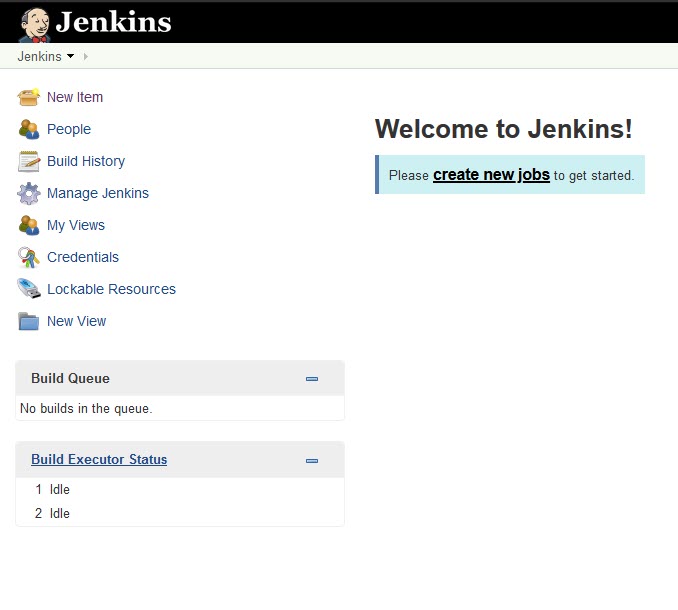 Jenkins
Jenkins
New Item
People
Build History
Manage Jenkins
My Views
Credentials
Lockable Resources
New View
Build Queue
No builds in the queue.
Build Executor Status
1 Idle
2 Idle
Welcome to Jenkins!
Please create new jobs to get started.